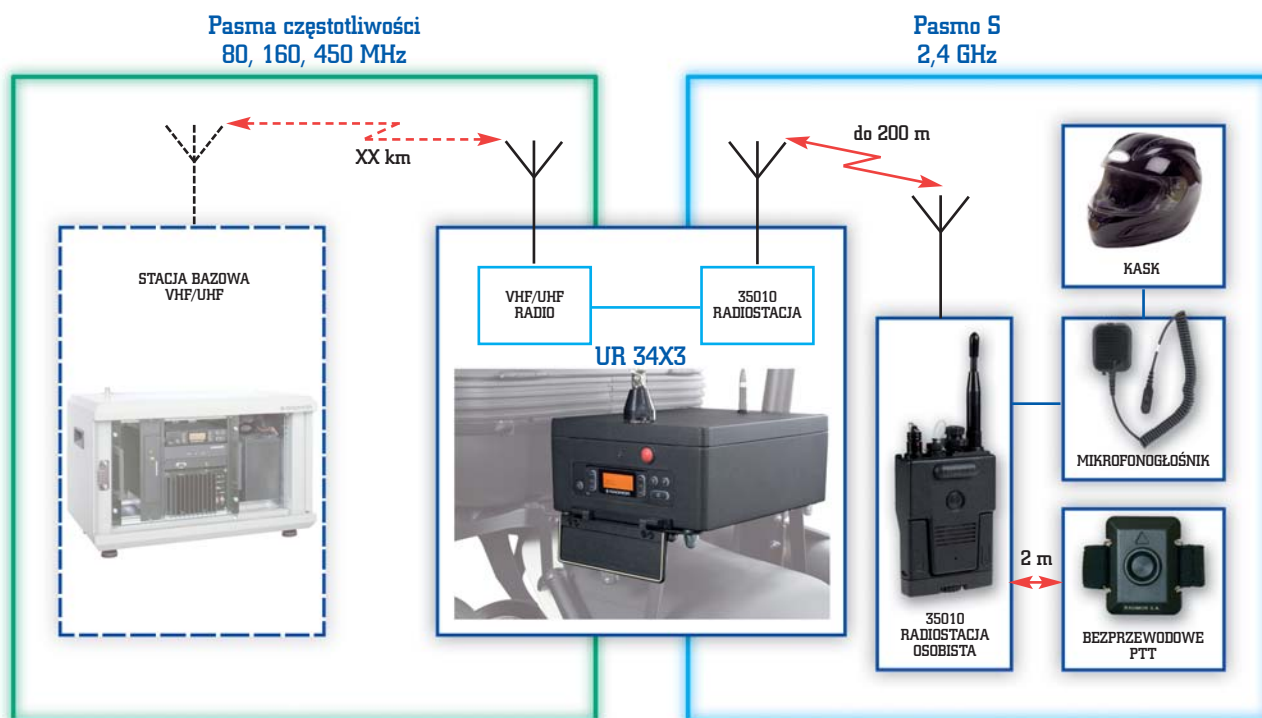 Pasma częstotliwości
80, 160, 450 MHz
Pasmo S
2,4 GHz
XX km
do 200 m
STACJA BAZOWA
VHF/UHF
VHF/UHF
RADIO
35010
RADIOSTACJA
UR 34X3
KASK
MIKROFONOGŁOŚNIK
2 m
35010
RADIOSTACJA
OSOBISTA
RADMOR S.A.
BEZPRZEWODOWE
PTT